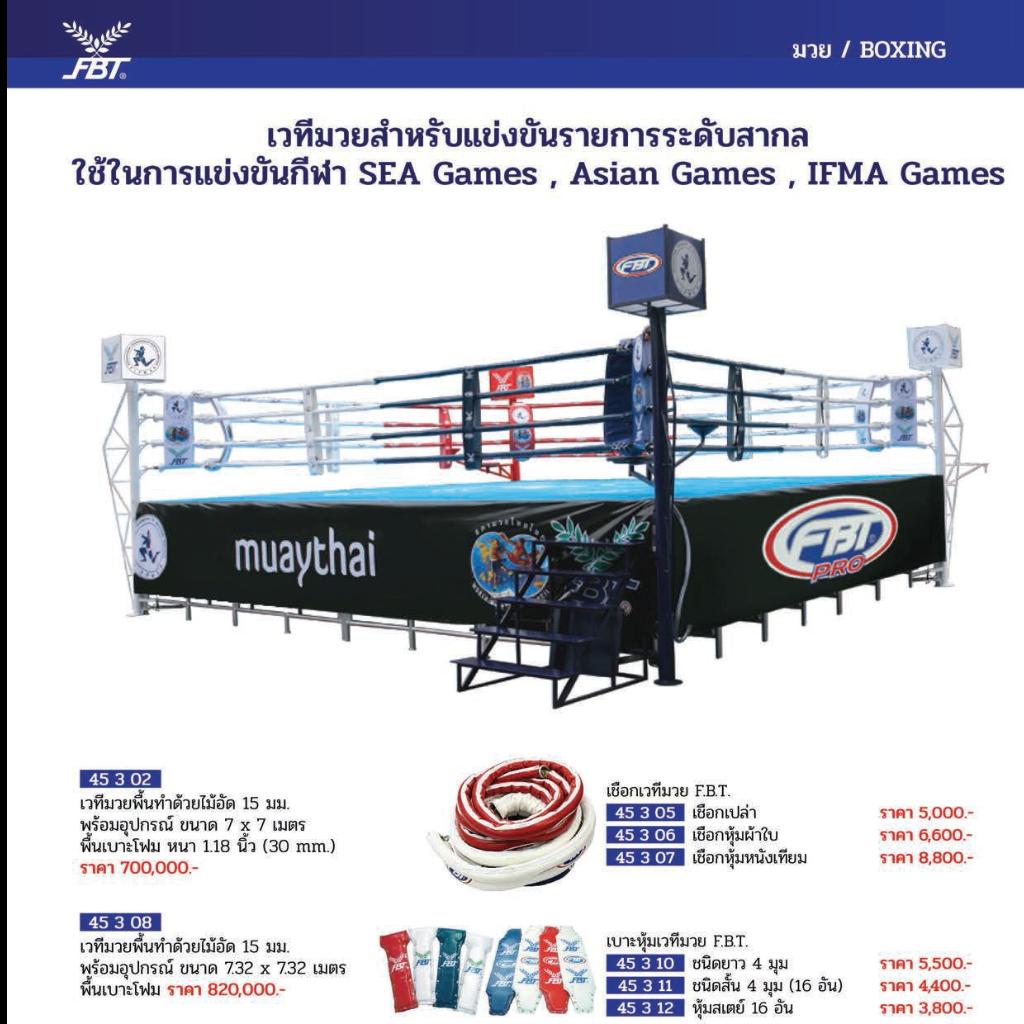 FBT®
มวย / BOXING
เวทีมวยสำหรับแข่งขันรายการระดับสากล
ใช้ในการแข่งขันกีฬา SEA Games , Asian Games , IFMA Games
FBT
FBT
FBT
FBT
FBT
muaythai
FBT
PRO
45 3 02
เวทีมวยพื้นทำด้วยไม้อัด 15 มม.
พร้อมอุปกรณ์ ขนาด 7 x 7 เมตร
พื้นเบาะโฟม หนา 1.18 นิ้ว (30 mm.)
ราคา 700,000.-
45 3 08
เวทีมวยพื้นทำด้วยไม้อัด 15 มม.
พร้อมอุปกรณ์ ขนาด 7.32 x 7.32 เมตร
พื้นเบาะโฟม ราคา 820,000.-
เชือกเวทีมวย F.B.T.
45 3 05 เชือกเปล่า ราคา 5,000.-
45 3 06 เชือกหุ้มผ้าใบ ราคา 6,600.-
45 3 07 เชือกหุ้มหนังเทียม ราคา 8,800.-
FBT
FBT
FBT
FBT
เบาะหุ้มเวทีมวย F.B.T.
45 3 10 ชนิดยาว 4 มุม ราคา 5,500.-
45 3 11 ชนิดสั้น 4 มุม (16 อัน) ราคา 4,400.-
45 3 12 หุ้มสเตย์ 16 อัน ราคา 3,800.-